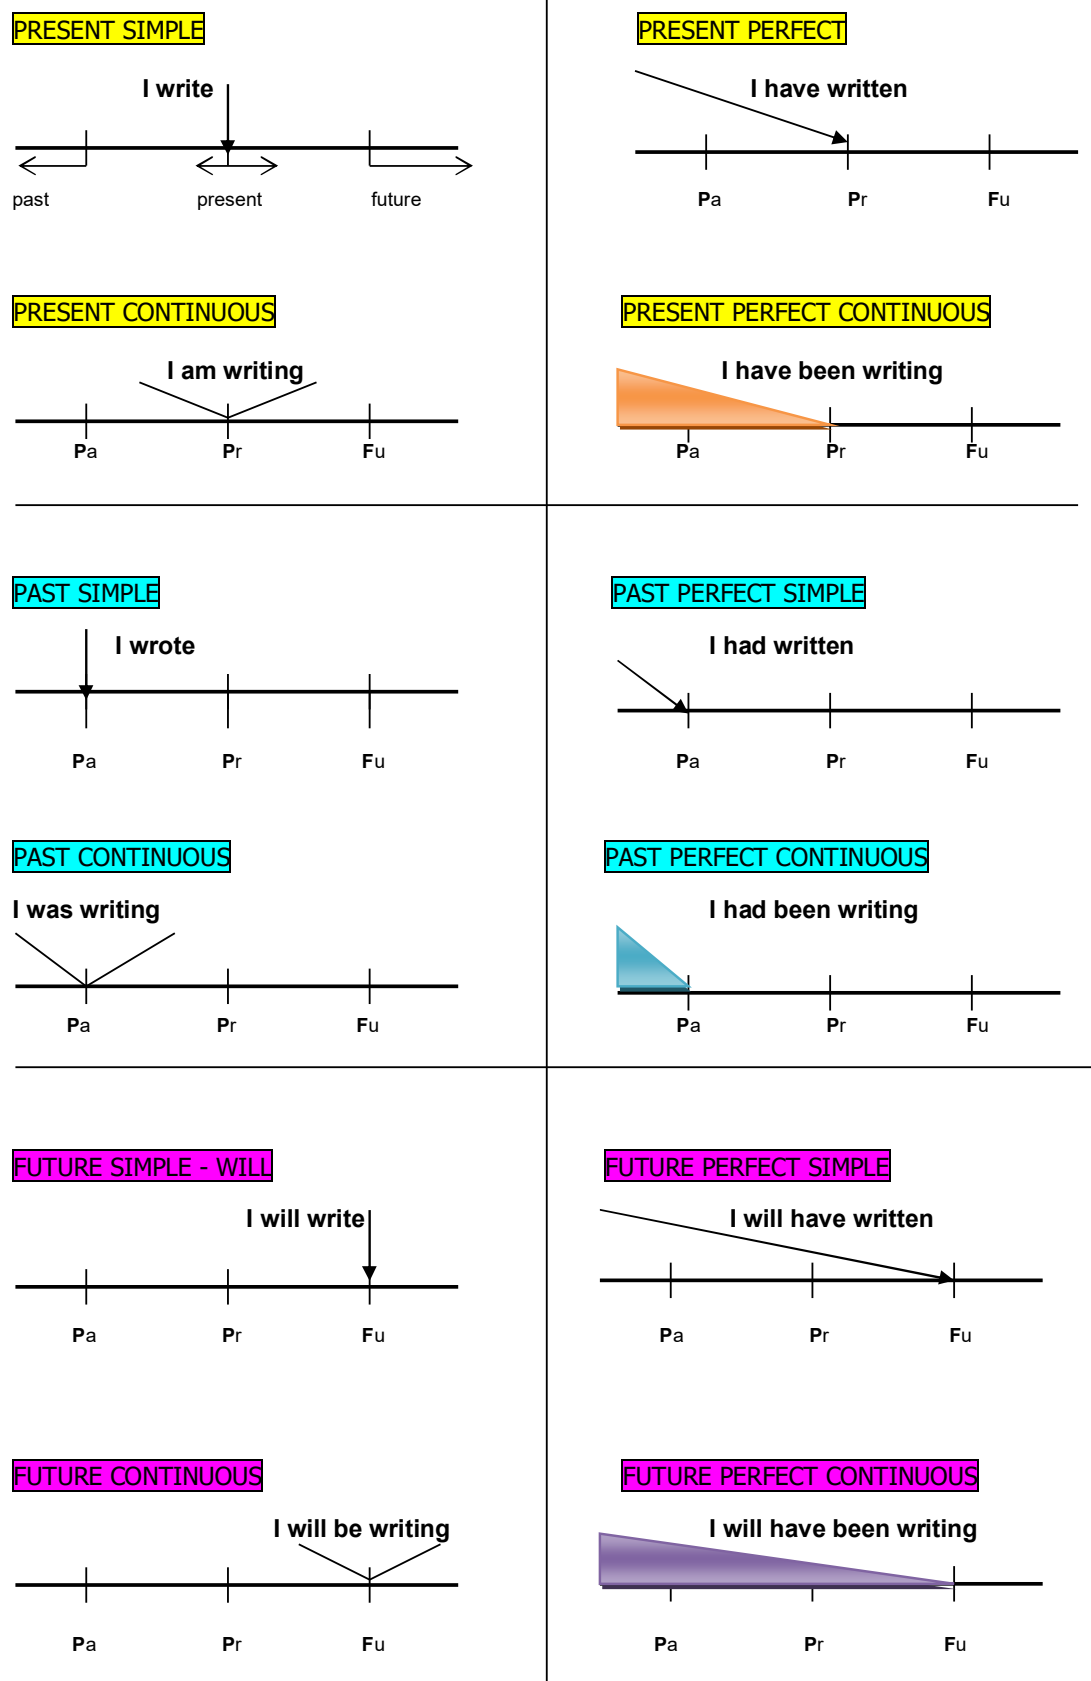 PRESENT SIMPLE
I write
past present future
PRESENT CONTINUOUS
I am writing
Pa Pr Fu
PRESENT PERFECT
I have written
Pa Pr Fu
PRESENT PERFECT CONTINUOUS
I have been writing
Pa Pr Fu
PAST SIMPLE
I wrote
Pa Pr Fu
PAST CONTINUOUS
I was writing
Pa Pr Fu
PAST PERFECT SIMPLE
I had written
Pa Pr Fu
PAST PERFECT CONTINUOUS
I had been writing
Pa Pr Fu
FUTURE SIMPLE - WILL
I will write
Pa Pr Fu
FUTURE CONTINUOUS
I will be writing
Pa Pr Fu
FUTURE PERFECT SIMPLE
I will have written
Pa Pr Fu
FUTURE PERFECT CONTINUOUS
I will have been writing
Pa Pr Fu